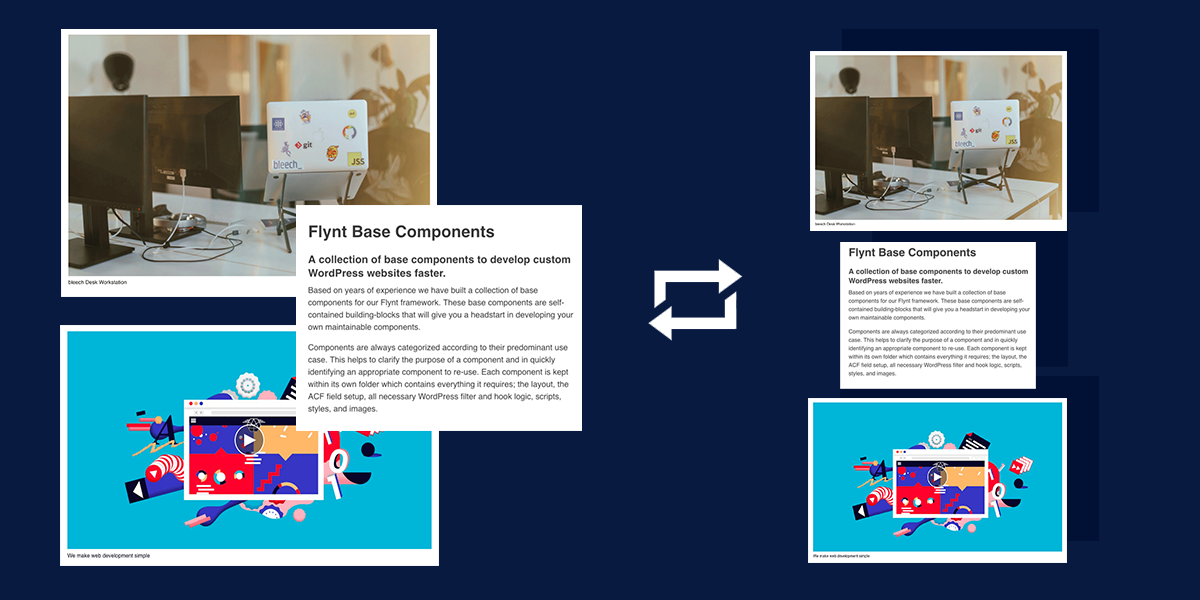 git
bleech_
JSS
bleech Desk Workstation
Flynt Base Components
A collection of base components to develop custom
WordPress websites faster.
Based on years of experience we have built a collection of base
components for our Flynt framework. These base components are self-
contained building-blocks that will give you a headstart in developing your
own maintainable components.
Components are always categorized according to their predominant use
case. This helps to clarify the purpose of a component and in quickly
identifying an appropriate component to re-use. Each component is kept
within its own folder which contains everything it requires; the layout, the
ACF field setup, all necessary WordPress filter and hook logic, scripts,
styles, and images.
A
10
We make web development simple
git
bleech_
JSS
bleech Desk Workstation
Flynt Base Components
A collection of base components to develop custom
WordPress websites faster.
Based on years of experience we have built a collection of base
components for our Flynt framework. These base components are self-
contained building-blocks that will give you a headstart in developing your
own maintainable components.
Components are always categorized according to their predominant use
case. This helps to clarify the purpose of a component and in quickly
identifying an appropriate component to re-use. Each component is kept
within its own folder which contains everything it requires; the layout, the
ACF field setup, all necessary WordPress filter and hook logic, scripts,
styles, and images.
A
10
We make web development simple